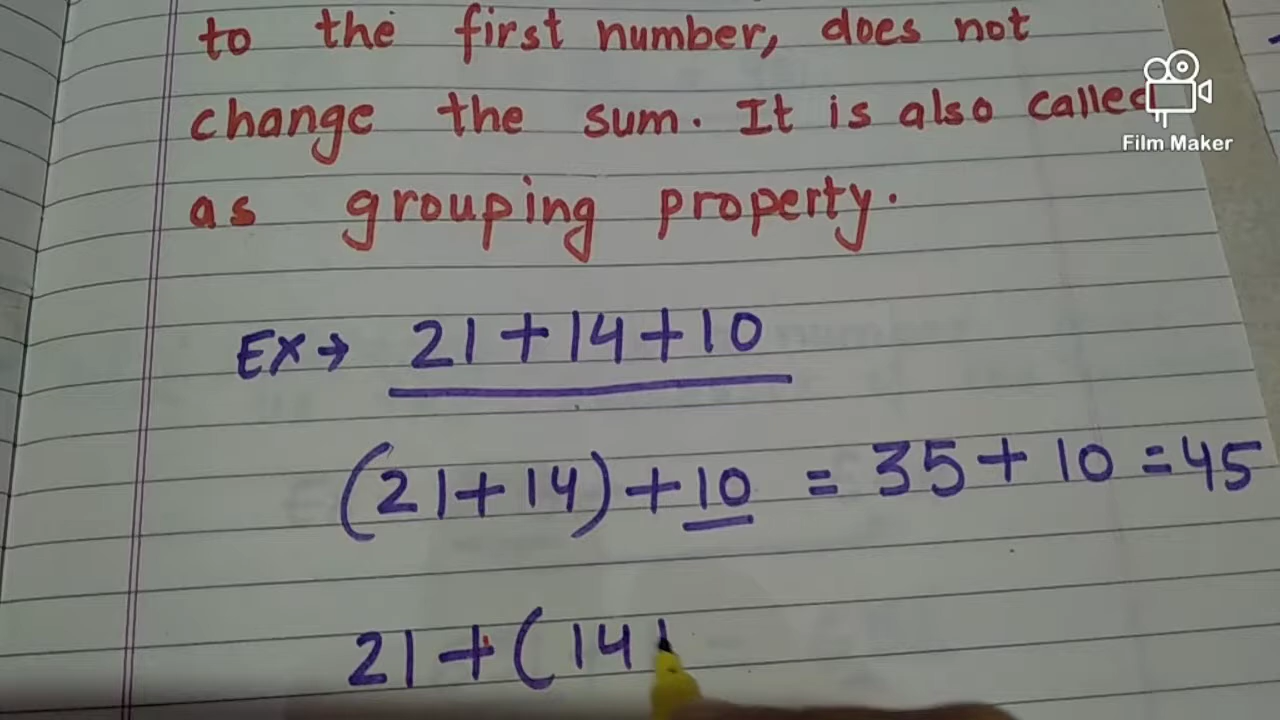 to the first number, does not
change the sum. It is also called
as grouping property.
Ex→ 21+14+10
(21+14)+10 = 35+10=45
21+(14
Film Maker